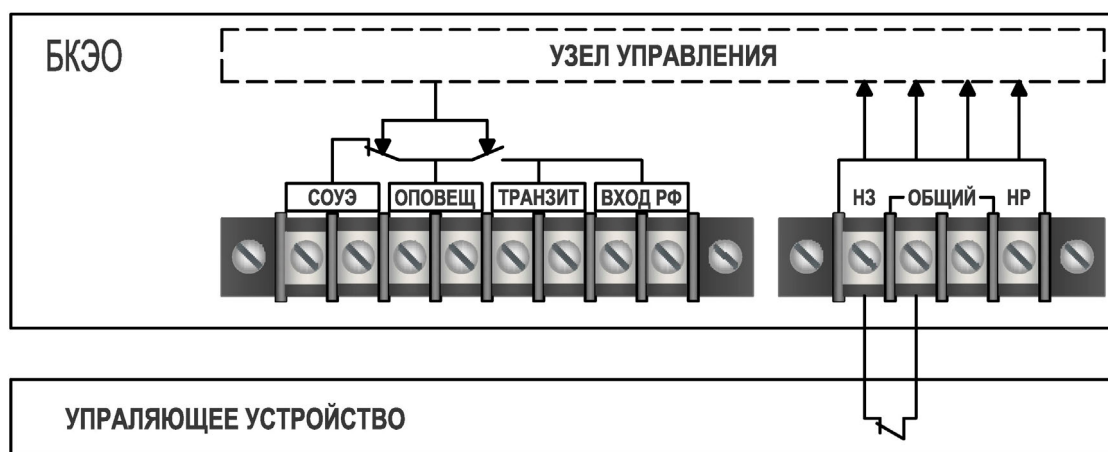 БКЭО
УЗЕЛ УПРАВЛЕНИЯ
СОУЭ ОПОВЕЩ ТРАНЗИТ ВХОД РФ
НЗ ОБЩИЙ НР
УПРАЛЯЮЩЕЕ УСТРОЙСТВО